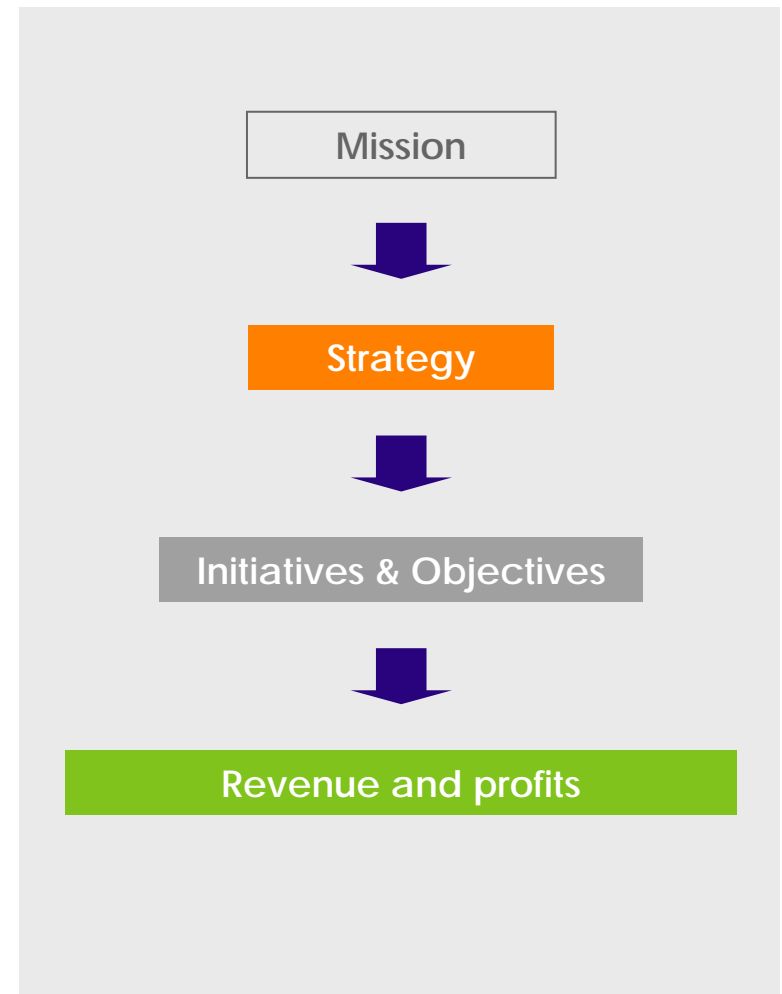 Mission
Strategy
Initiatives & Objectives
Revenue and profits